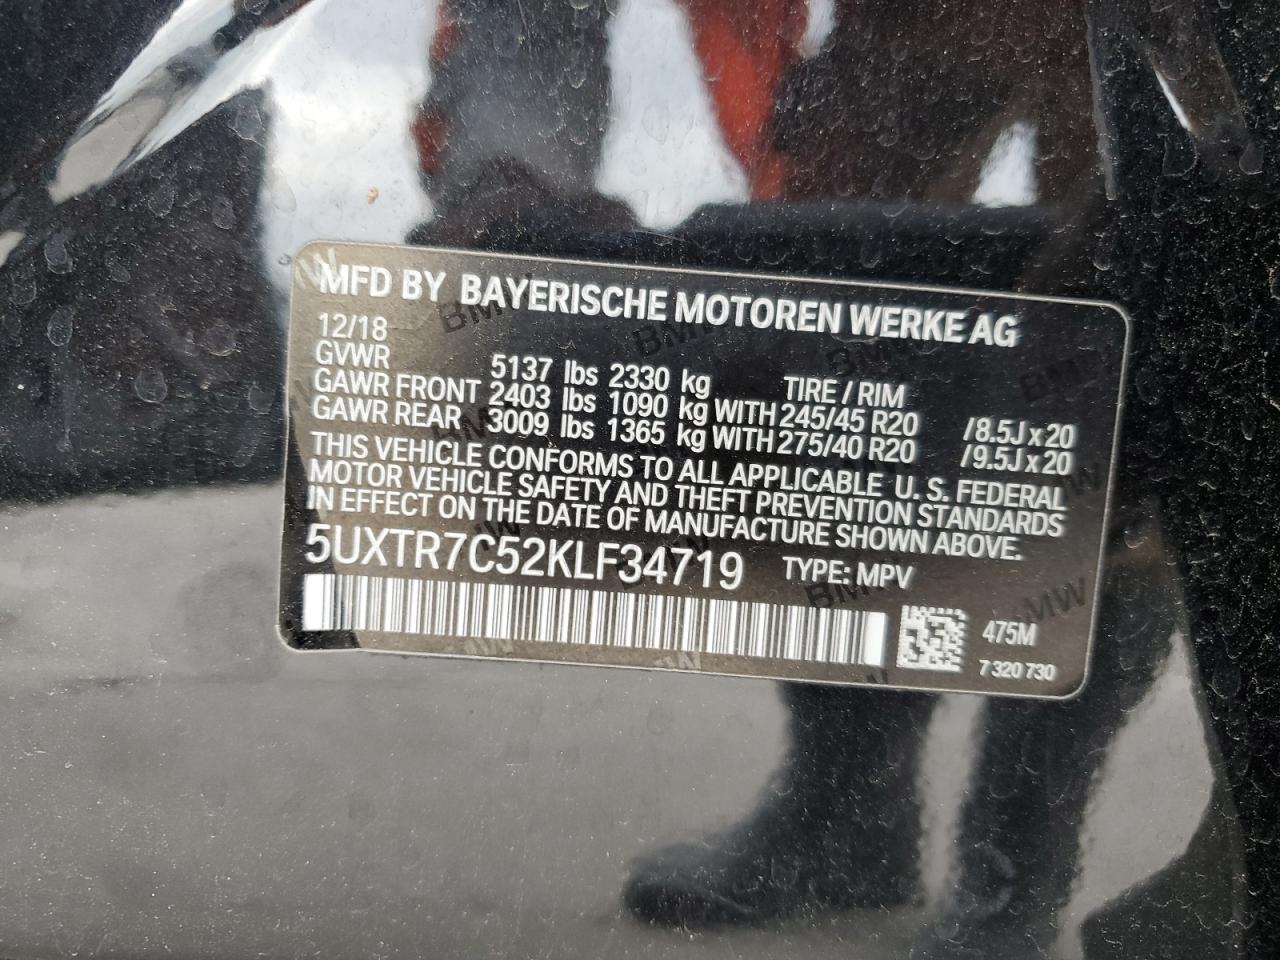 MFD BY BAYERISCHE MOTOREN WERKE AG
12/18
GVWR 5137 lbs 2330 kg TIRE / RIM
GAWR FRONT 2403 lbs 1090 kg WITH 245/45 R20 /8.5J x 20
GAWR REAR 3009 lbs 1365 kg WITH 275/40 R20 /9.5J x 20
THIS VEHICLE CONFORMS TO ALL APPLICABLE U. S. FEDERAL
MOTOR VEHICLE SAFETY AND THEFT PREVENTION STANDARDS
IN EFFECT ON THE DATE OF MANUFACTURE SHOWN ABOVE.
5UXTR7C52KLF34719 TYPE: MPV
475M
7 320 730